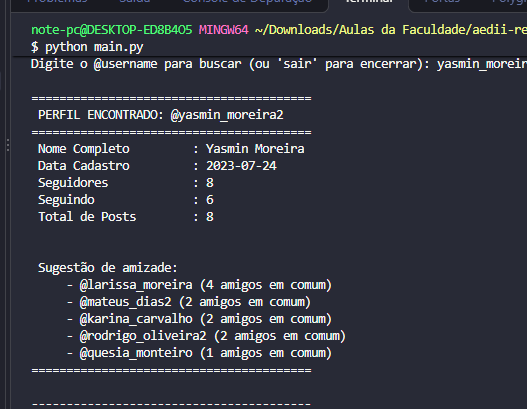 Terminal
note-pc@DESKTOP-ED8B4O5 MINGW64 ~/Downloads/Aulas da Faculdade/aedii-re
$ python main.py
Digite o @username para buscar (ou 'sair' para encerrar): yasmin_moreir
========================================
PERFIL ENCONTRADO: @yasmin_moreira2
========================================
Nome Completo : Yasmin Moreira
Data Cadastro : 2023-07-24
Seguidores : 8
Seguindo : 6
Total de Posts : 8
Sugestão de amizade:
- @larissa_moreira (4 amigos em comum)
- @mateus_dias2 (2 amigos em comum)
- @karina_carvalho (2 amigos em comum)
- @rodrigo_oliveira2 (2 amigos em comum)
- @quesia_monteiro (1 amigos em comum)
========================================
----------------------------------------